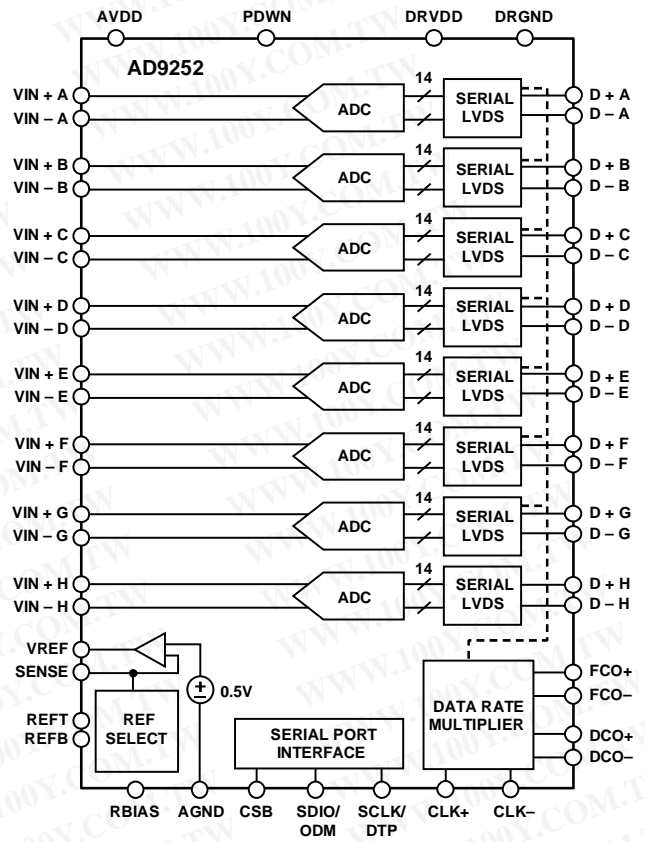 AVDD PDWN DRVDD DRGND
AD9252
VIN + A
VIN – A
ADC
14
SERIAL
LVDS
D + A
D – A
VIN + B
VIN – B
ADC
14
SERIAL
LVDS
D + B
D – B
VIN + C
VIN – C
ADC
14
SERIAL
LVDS
D + C
D – C
VIN + D
VIN – D
ADC
14
SERIAL
LVDS
D + D
D – D
VIN + E
VIN – E
ADC
14
SERIAL
LVDS
D + E
D – E
VIN + F
VIN – F
ADC
14
SERIAL
LVDS
D + F
D – F
VIN + G
VIN – G
ADC
14
SERIAL
LVDS
D + G
D – G
VIN + H
VIN – H
ADC
14
SERIAL
LVDS
D + H
D – H
VREF
SENSE
REFT
REFB
REF
SELECT
+
–
0.5V
SERIAL PORT
INTERFACE
DATA RATE
MULTIPLIER
FCO+
FCO–
DCO+
DCO–
RBIAS
AGND
CSB
SDIO/
ODM
SCLK/
DTP
CLK+
CLK–
WWW.100Y.COM.TW